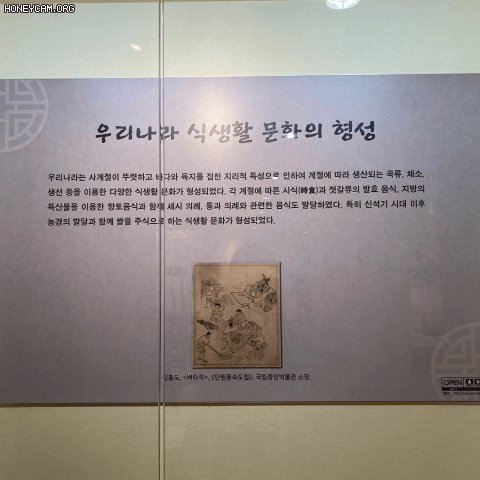 HONEYCAM.ORG
우리나라 식생활 문화의 형성
우리나라는 사계절이 뚜렷하고 바다와 육지를 접한 지리적 특성으로 인하여 계절에 따라 생산되는 곡류, 채소,
생선 등을 이용한 다양한 식생활 문화가 형성되었다. 각 계절에 따른 시식(時食)과 젓갈류의 발효 음식, 지방의
특산물을 이용한 향토음식과 함께 세시 의례, 통과 의례와 관련한 음식도 발달하였다. 특히 신석기 시대 이후
농경의 발달과 함께 쌀을 주식으로 하는 식생활 문화가 형성되었다.
김홍도, <벼타작>, 《단원풍속도첩》, 국립중앙박물관 소장.
OPEN